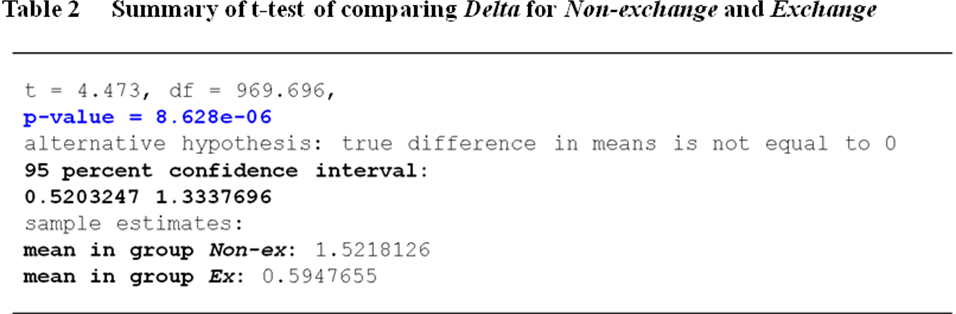 Table 2 Summary of t-test of comparing Delta for Non-exchange and Exchange
t = 4.473, df = 969.696,
p-value = 8.628e-06
alternative hypothesis: true difference in means is not equal to 0
95 percent confidence interval:
0.5203247 1.3337696
sample estimates:
mean in group Non-ex: 1.5218126
mean in group Ex: 0.5947655